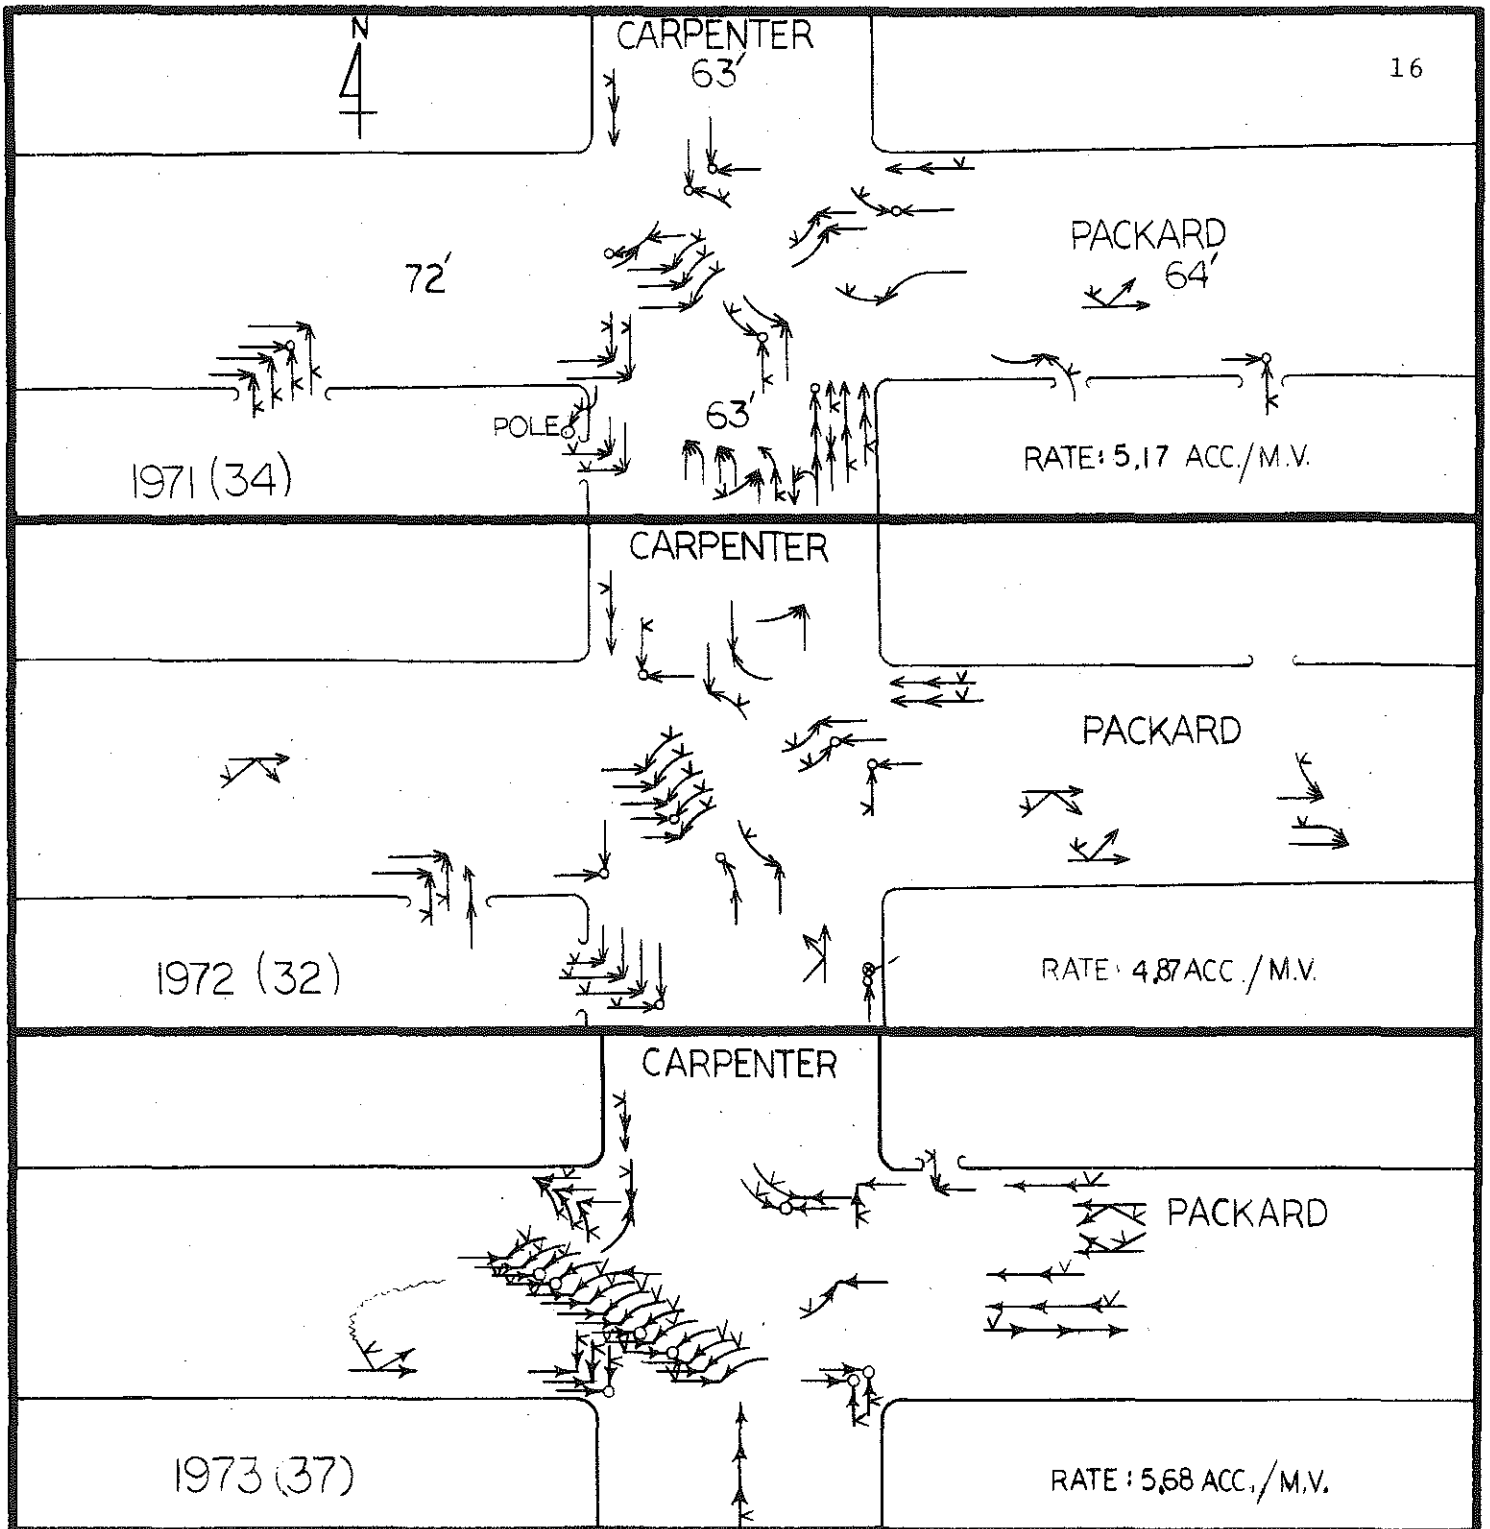 N
CARPENTER
63'
16
PACKARD
64'
72'
63'
POLE
1971 (34)
RATE: 5.17 ACC./M.V.
CARPENTER
PACKARD
1972 (32)
RATE: 4.87 ACC./M.V.
CARPENTER
PACKARD
1973 (37)
RATE: 5.68 ACC./M.V.